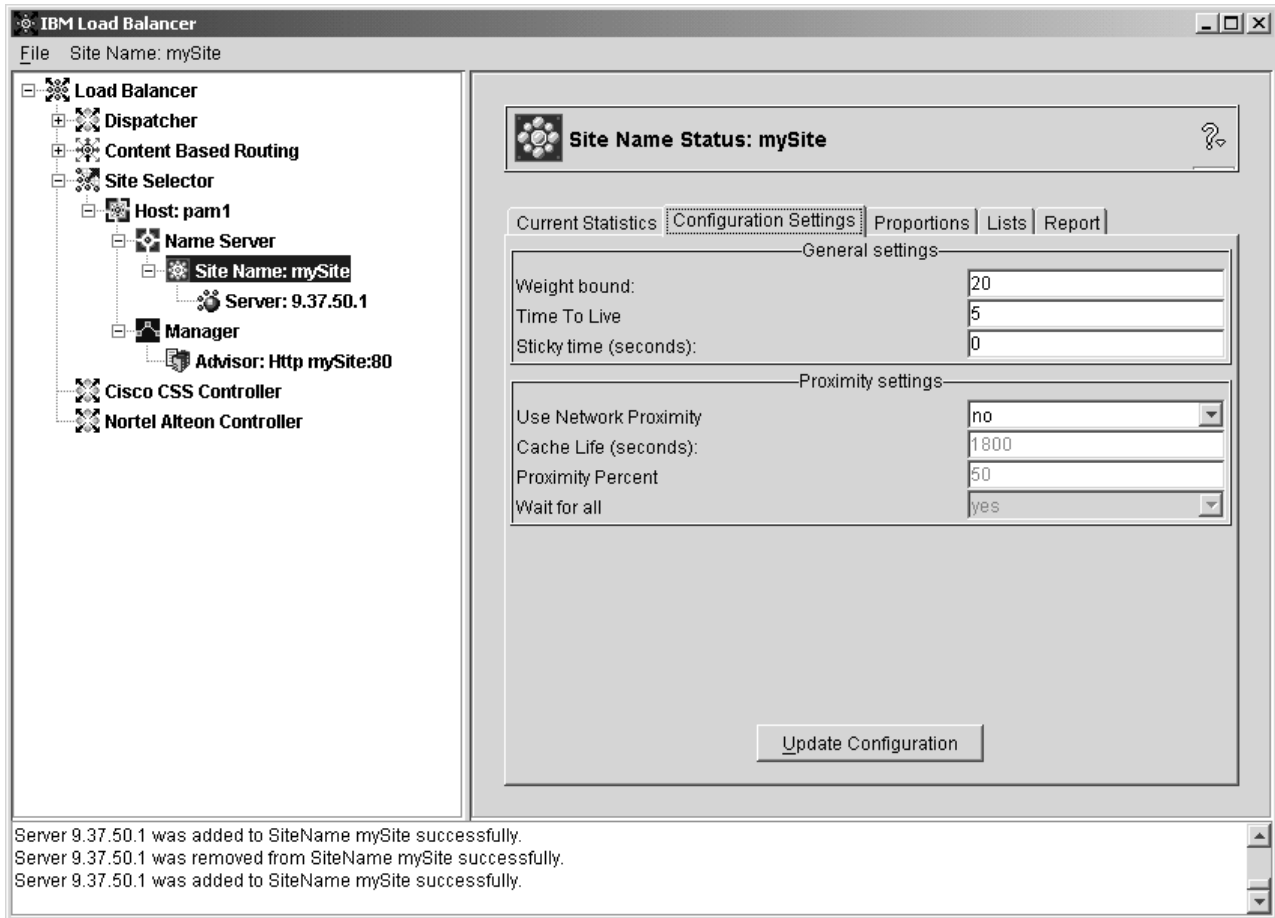 IBM Load Balancer
File Site Name: mySite
Load Balancer
Dispatcher
Content Based Routing
Site Selector
Host: pam1
Name Server
Site Name: mySite
Server: 9.37.50.1
Manager
Advisor: Http mySite:80
Cisco CSS Controller
Nortel Alteon Controller
Site Name Status: mySite
?
Current Statistics Configuration Settings Proportions Lists Report
General settings
Weight bound: 20
Time To Live 5
Sticky time (seconds): 0
Proximity settings
Use Network Proximity no
Cache Life (seconds): 1800
Proximity Percent 50
Wait for all yes
Update Configuration
Server 9.37.50.1 was added to SiteName mySite successfully.
Server 9.37.50.1 was removed from SiteName mySite successfully.
Server 9.37.50.1 was added to SiteName mySite successfully.